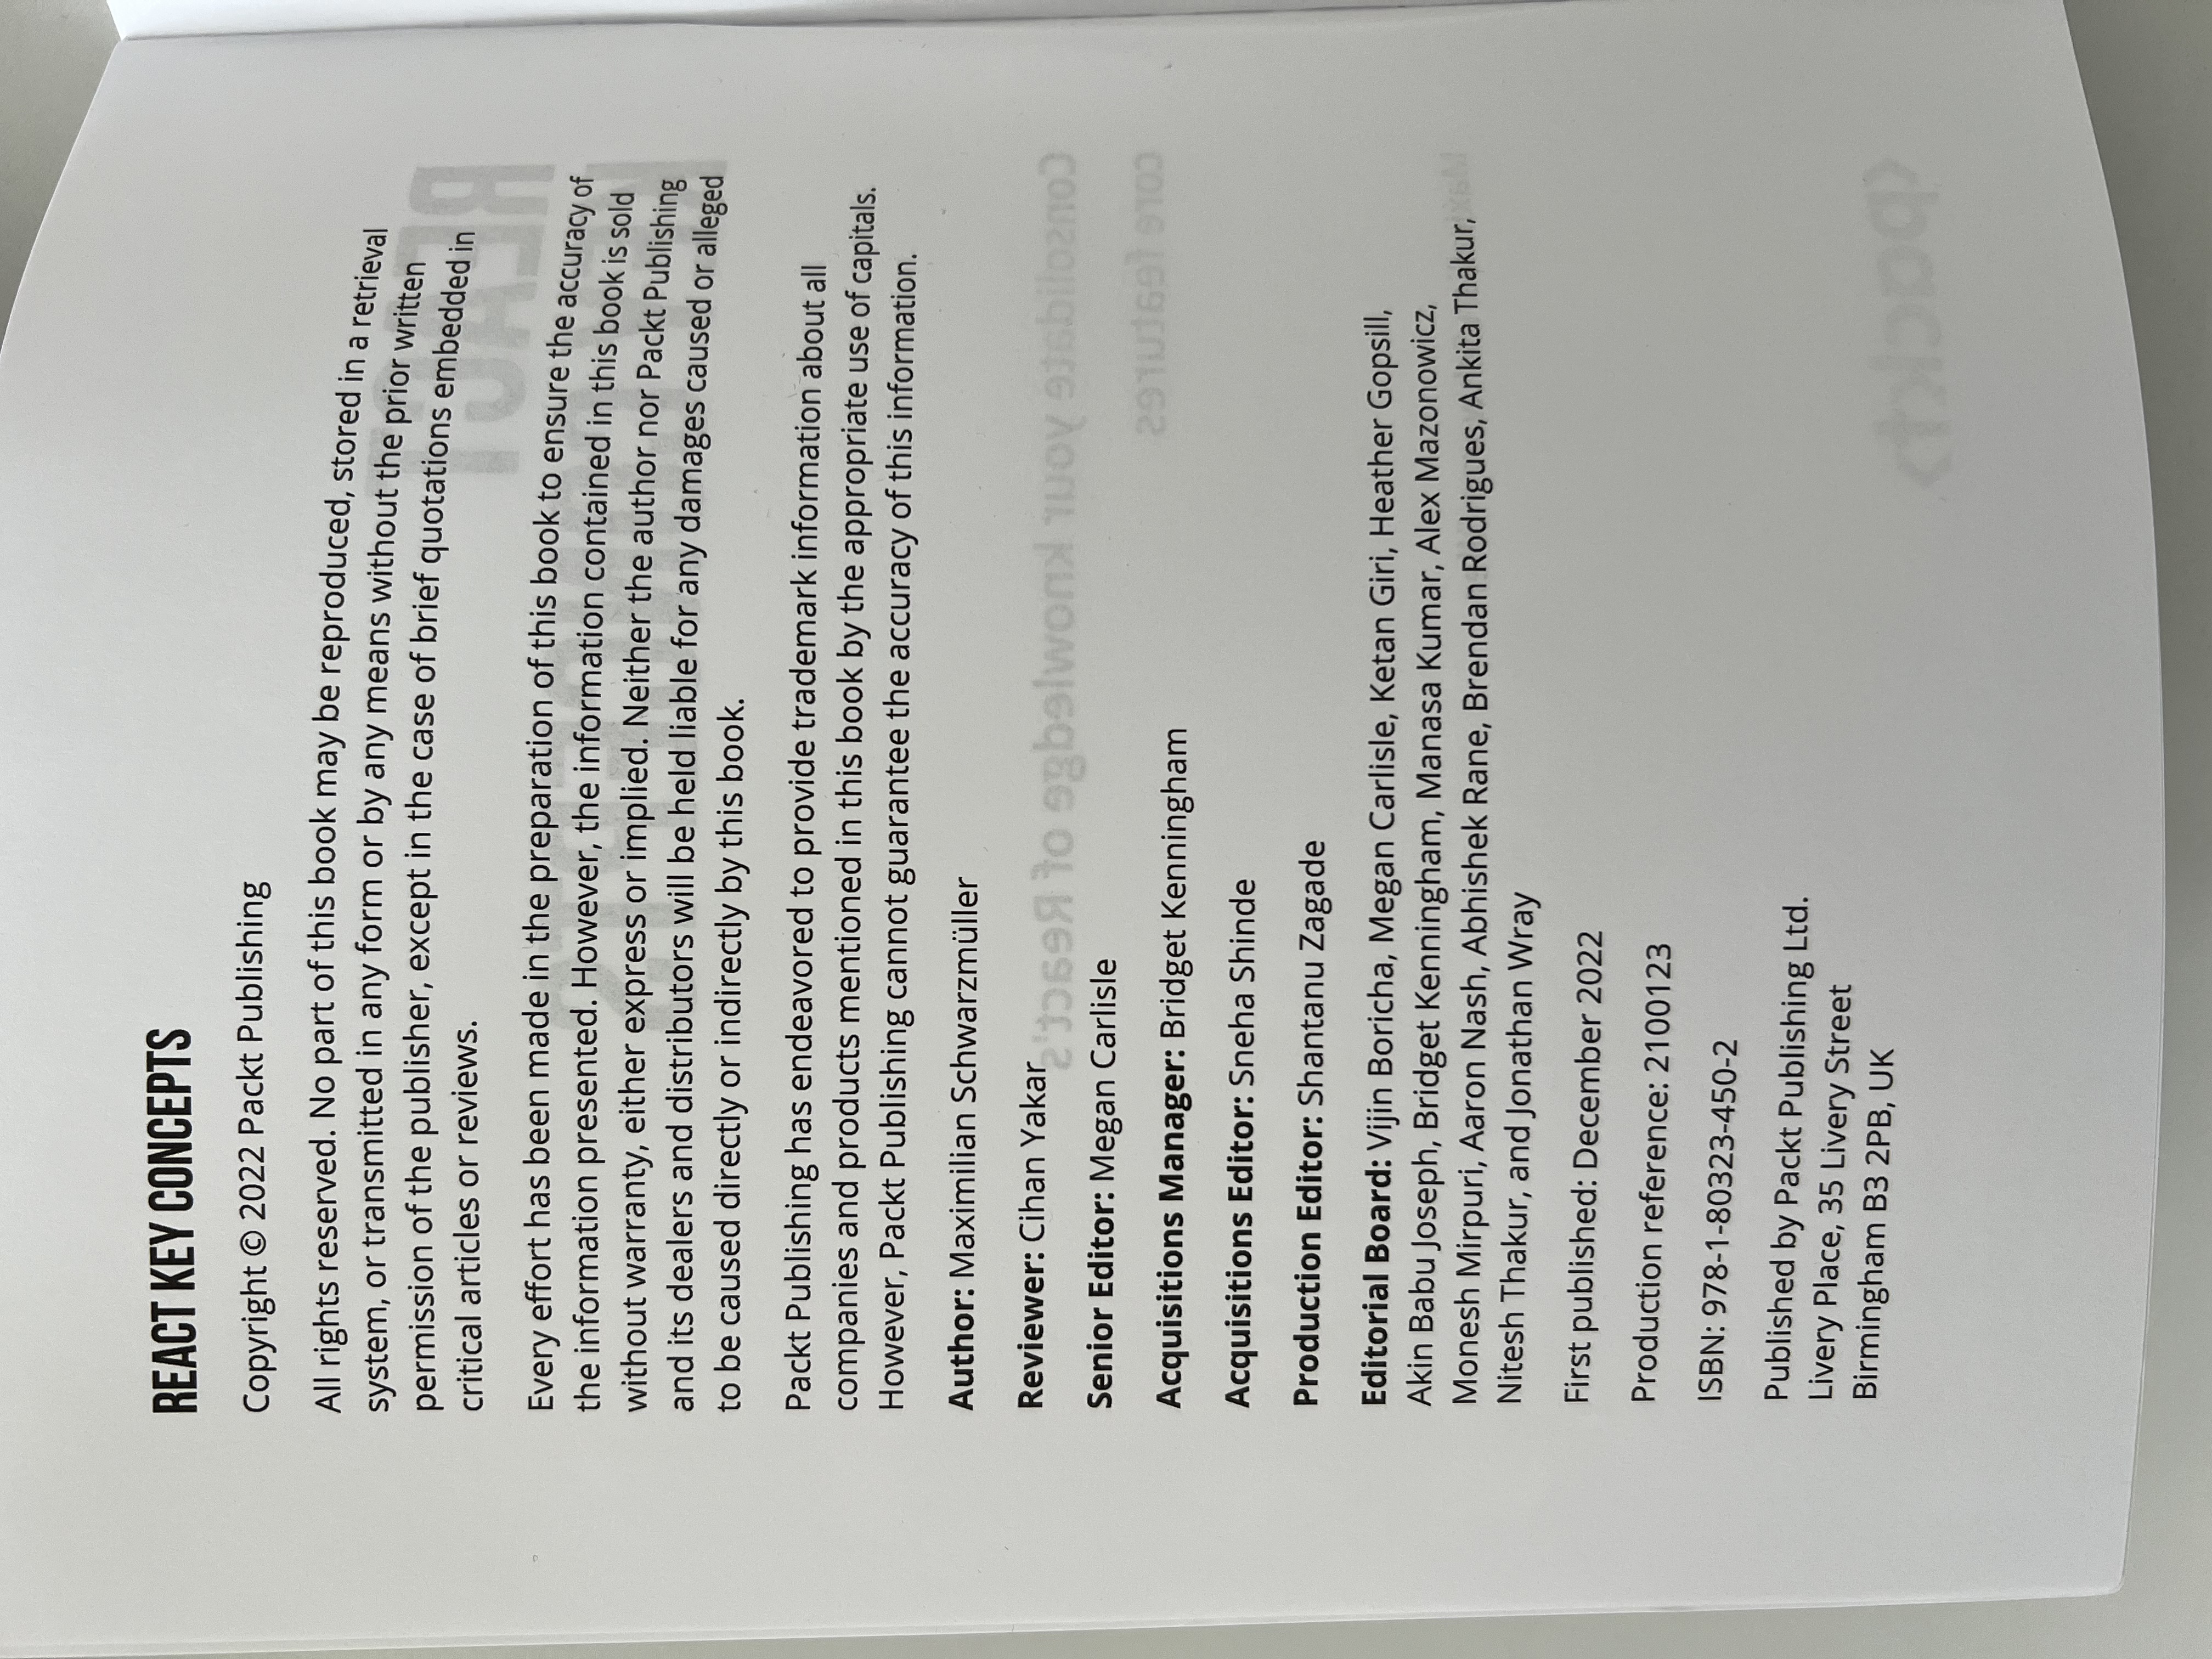 REACT KEY CONCEPTS
Copyright © 2022 Packt Publishing
All rights reserved. No part of this book may be reproduced, stored in a retrieval
system, or transmitted in any form or by any means without the prior written
permission of the publisher, except in the case of brief quotations embedded in
critical articles or reviews.
Every effort has been made in the preparation of this book to ensure the accuracy of
the information presented. However, the information contained in this book is sold
without warranty, either express or implied. Neither the author nor Packt Publishing
and its dealers and distributors will be held liable for any damages caused or alleged
to be caused directly or indirectly by this book.
Packt Publishing has endeavored to provide trademark information about all
companies and products mentioned in this book by the appropriate use of capitals.
However, Packt Publishing cannot guarantee the accuracy of this information.
Author: Maximilian Schwarzmüller
Reviewer: Cihan Yakar
Senior Editor: Megan Carlisle
Acquisitions Manager: Bridget Kenningham
Acquisitions Editor: Sneha Shinde
Production Editor: Shantanu Zagade
Editorial Board: Vijin Boricha, Megan Carlisle, Ketan Giri, Heather Gopsill,
Akin Babu Joseph, Bridget Kenningham, Manasa Kumar, Alex Mazonowicz,
Monesh Mirpuri, Aaron Nash, Abhishek Rane, Brendan Rodrigues, Ankita Thakur,
Nitesh Thakur, and Jonathan Wray
First published: December 2022
Production reference: 2100123
ISBN: 978-1-80323-450-2
Published by Packt Publishing Ltd.
Livery Place, 35 Livery Street
Birmingham B3 2PB, UK